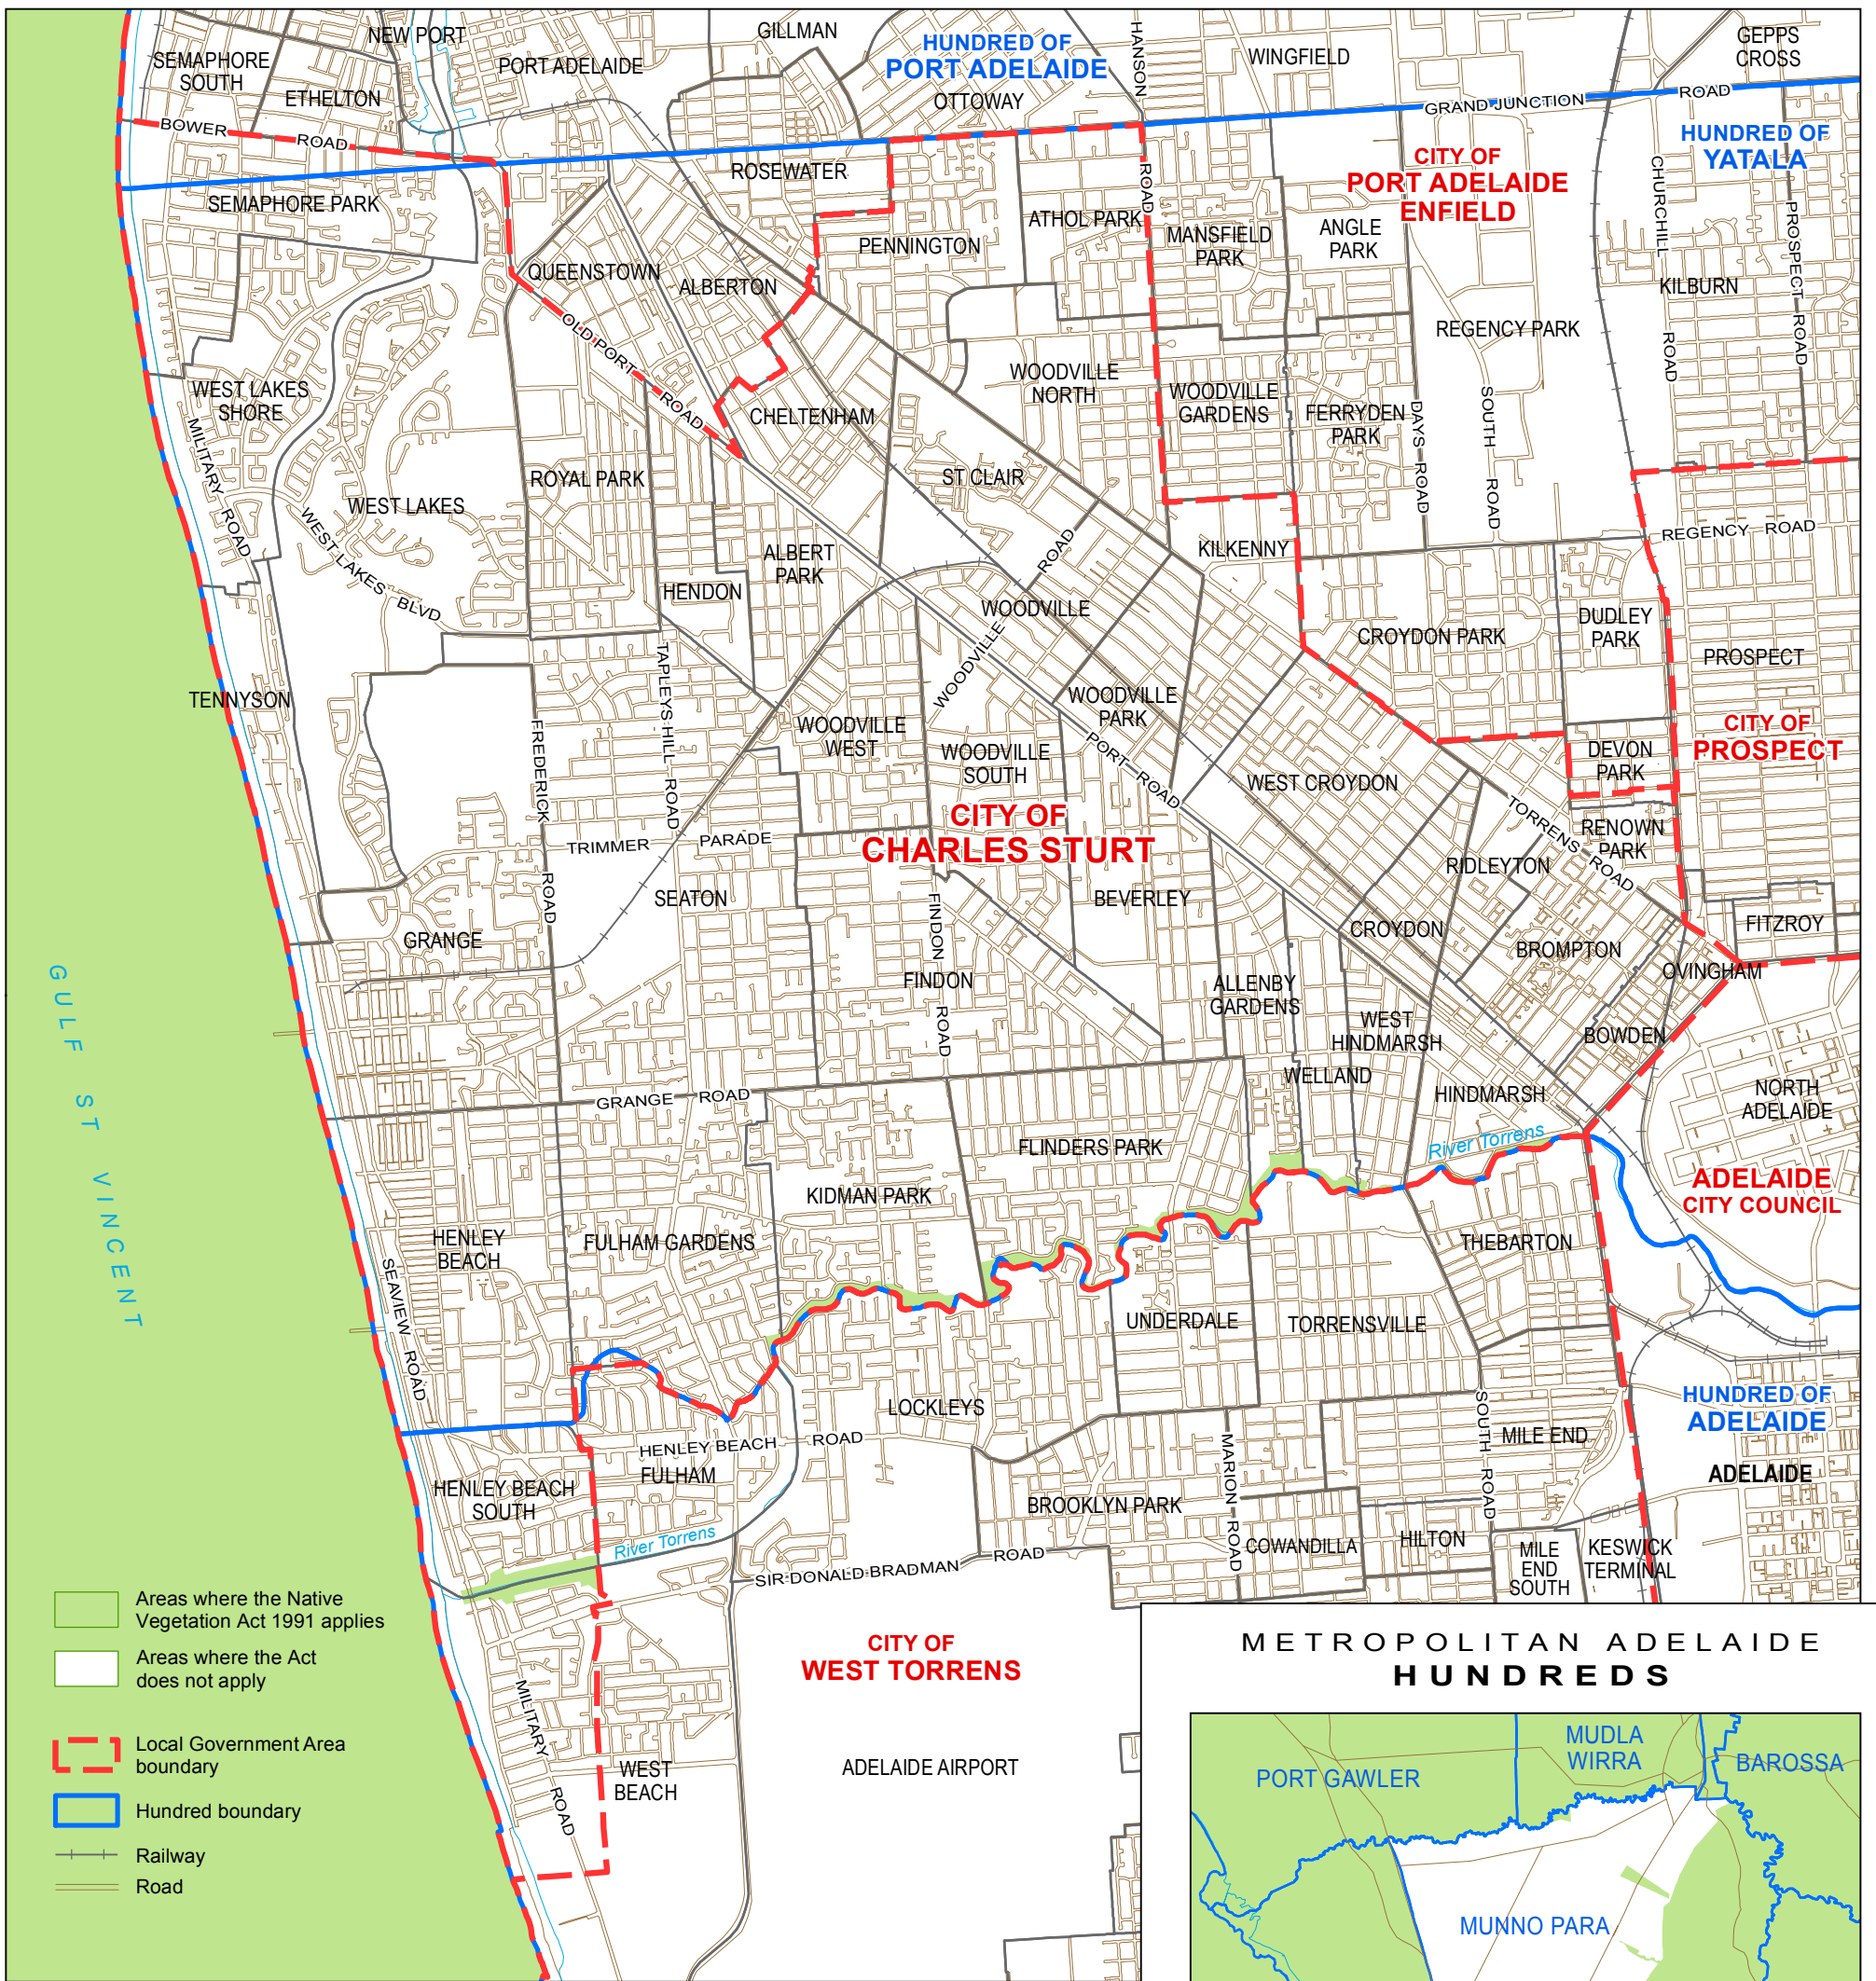 NEW PORT
GILLMAN
HUNDRED OF
PORT ADELAIDE
HANSON
WINGFIELD
GEPPS
CROSS
SEMAPHORE
SOUTH
PORT ADELAIDE
ETHELTON
OTTOWAY
GRAND JUNCTION
ROAD
BOWER
ROAD
HUNDRED OF
YATALA
ROSEWATER
ROAD
CITY OF
PORT ADELAIDE
ENFIELD
CHURCHILL
PROSPECT ROAD
SEMAPHORE PARK
ATHOL PARK
MANSFIELD
PARK
ANGLE
PARK
PENNINGTON
QUEENSTOWN
ALBERTON
KILBURN
OLD PORT
ROAD
REGENCY PARK
ROAD
WEST LAKES
SHORE
WOODVILLE
NORTH
WOODVILLE
GARDENS
FERRYDEN
PARK
DAYS
ROAD
SOUTH
ROAD
CHELTENHAM
MILITARY
ROAD
ROYAL PARK
ST CLAIR
WEST LAKES
WEST LAKES
BLVD
REGENCY ROAD
ALBERT
PARK
ROAD
KILKENNY
HENDON
WOODVILLE
WOODVILLE
DUDLEY
PARK
CROYDON PARK
PROSPECT
TENNYSON
TAPLEYS HILL
ROAD
WOODVILLE
PARK
WOODVILLE
WEST
FREDERICK
ROAD
WOODVILLE
SOUTH
PORT ROAD
CITY OF
PROSPECT
DEVON
PARK
WEST CROYDON
CITY OF
CHARLES STURT
TORRENS
ROAD
RENOWN
PARK
TRIMMER
PARADE
RIDLEYTON
SEATON
BEVERLEY
FINDON
ROAD
FITZROY
CROYDON
GRANGE
BROMPTON
OVINGHAM
FINDON
ALLENBY
GARDENS
GULF ST VINCENT
WEST
HINDMARSH
BOWDEN
WELLAND
HINDMARSH
NORTH
ADELAIDE
GRANGE ROAD
FLINDERS PARK
River Torrens
KIDMAN PARK
ADELAIDE
CITY COUNCIL
HENLEY
BEACH
FULHAM GARDENS
THEBARTON
SEAVIEW
ROAD
UNDERDALE
TORRENSVILLE
LOCKLEYS
HUNDRED OF
ADELAIDE
SOUTH
ROAD
HENLEY BEACH
ROAD
MARION
ROAD
MILE END
FULHAM
ADELAIDE
HENLEY BEACH
SOUTH
BROOKLYN PARK
River Torrens
COWANDILLA
HILTON
MILE
END
SOUTH
KESWICK
TERMINAL
SIR DONALD BRADMAN
ROAD
CITY OF
WEST TORRENS
MILITARY
ROAD
WEST
BEACH
ADELAIDE AIRPORT
Areas where the Native
Vegetation Act 1991 applies
Areas where the Act
does not apply
Local Government Area
boundary
Hundred boundary
Railway
Road
METROPOLITAN ADELAIDE
HUNDREDS
MUDLA
WIRRA
BAROSSA
PORT GAWLER
MUNNO PARA